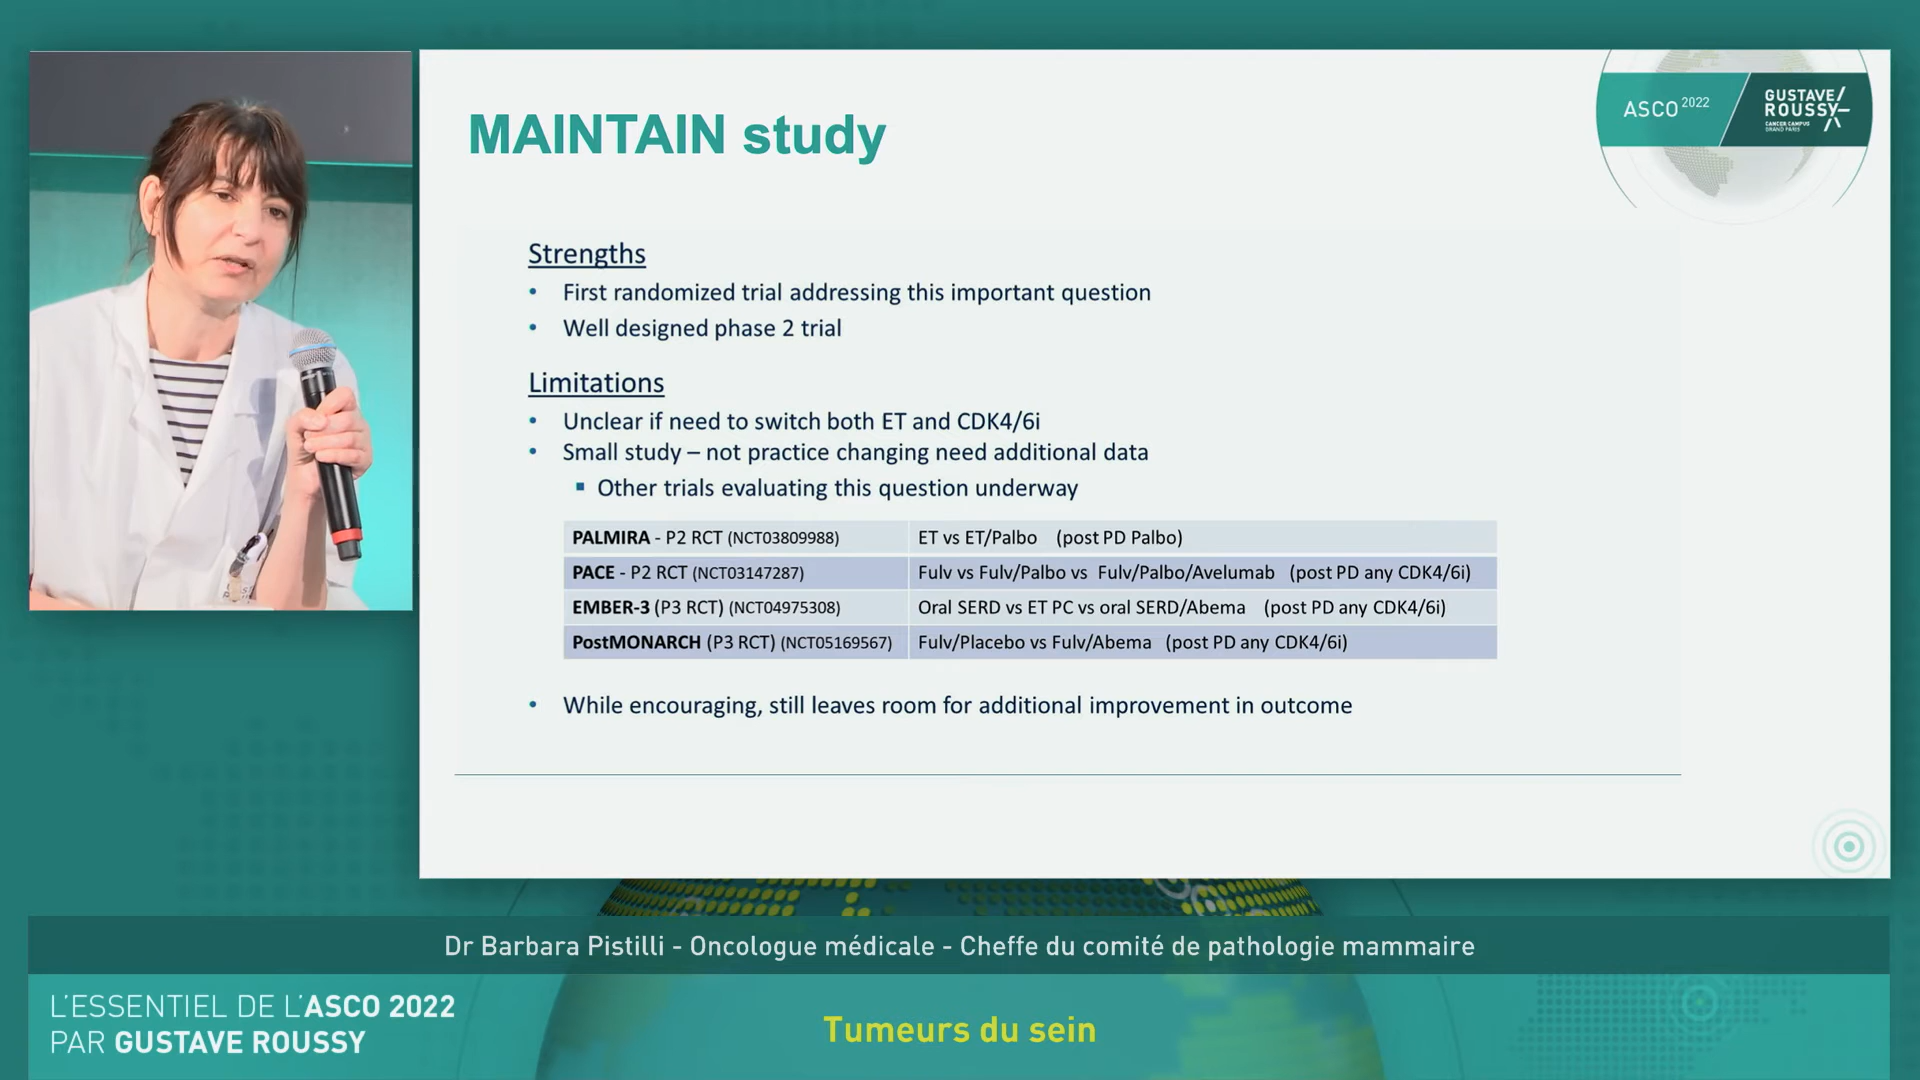 MAINTAIN study
ASCO 2022
GUSTAVE/
ROUSSY
CANCER CAMPUS
GRAND PARIS
Strengths
• First randomized trial addressing this important question
• Well designed phase 2 trial
Limitations
• Unclear if need to switch both ET and CDK4/6i
• Small study – not practice changing need additional data
▪ Other trials evaluating this question underway
PALMIRA - P2 RCT (NCT03809988) ET vs ET/Palbo (post PD Palbo)
PACE - P2 RCT (NCT03147287) Fulv vs Fulv/Palbo vs Fulv/Palbo/Avelumab (post PD any CDK4/6i)
EMBER-3 (P3 RCT) (NCT04975308) Oral SERD vs ET PC vs oral SERD/Abema (post PD any CDK4/6i)
PostMONARCH (P3 RCT) (NCT05169567) Fulv/Placebo vs Fulv/Abema (post PD any CDK4/6i)
• While encouraging, still leaves room for additional improvement in outcome
Dr Barbara Pistilli - Oncologue médicale - Cheffe du comité de pathologie mammaire
L'ESSENTIEL DE L'ASCO 2022
PAR GUSTAVE ROUSSY
Tumeurs du sein